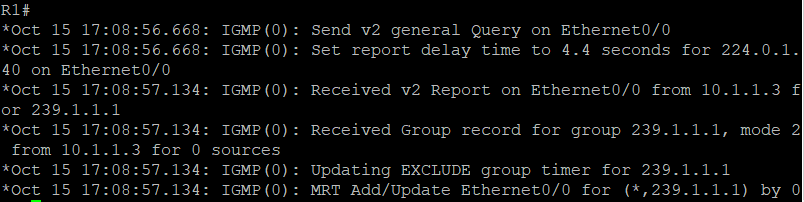 R1#
*Oct 15 17:08:56.668: IGMP(0): Send v2 general Query on Ethernet0/0
*Oct 15 17:08:56.668: IGMP(0): Set report delay time to 4.4 seconds for 224.0.1.
40 on Ethernet0/0
*Oct 15 17:08:57.134: IGMP(0): Received v2 Report on Ethernet0/0 from 10.1.1.3 f
or 239.1.1.1
*Oct 15 17:08:57.134: IGMP(0): Received Group record for group 239.1.1.1, mode 2
 from 10.1.1.3 for 0 sources
*Oct 15 17:08:57.134: IGMP(0): Updating EXCLUDE group timer for 239.1.1.1
*Oct 15 17:08:57.134: IGMP(0): MRT Add/Update Ethernet0/0 for (*,239.1.1.1) by 0